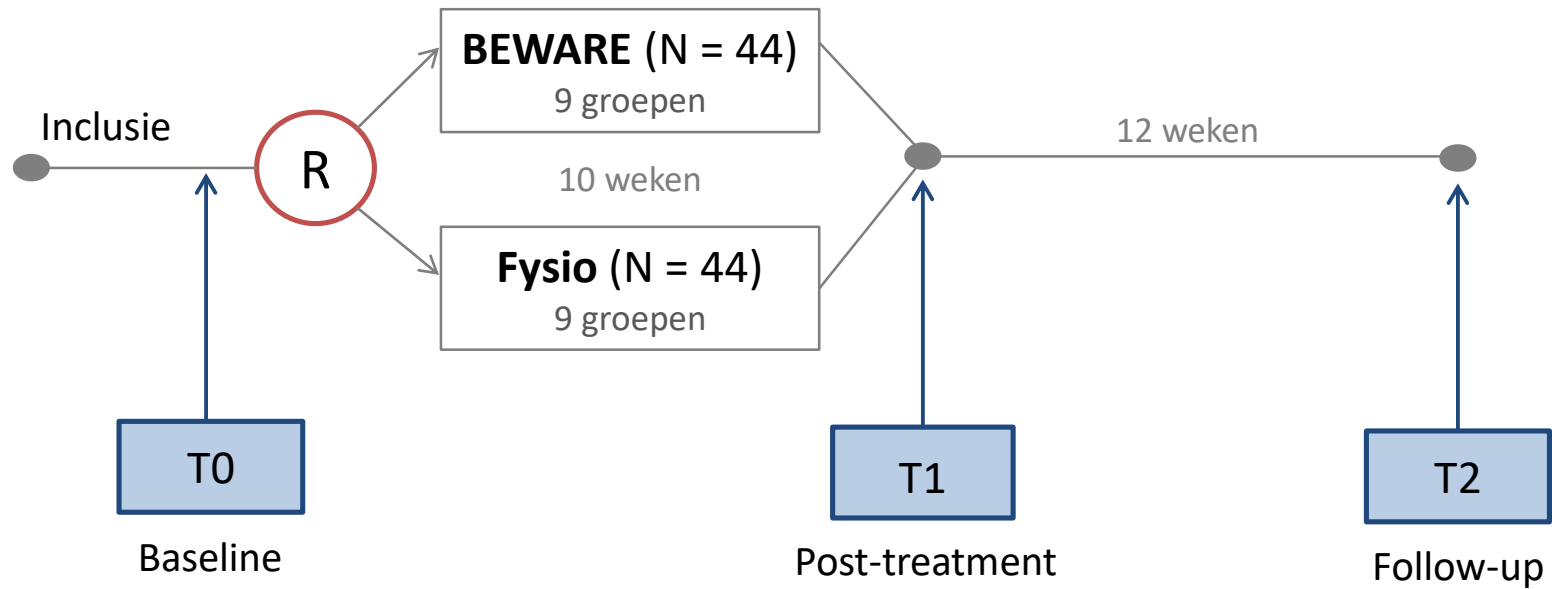 BEWARE (N = 44)
9 groepen
Inclusie
R
10 weken
12 weken
Fysio (N = 44)
9 groepen
T0
T1
T2
Baseline
Post-treatment
Follow-up